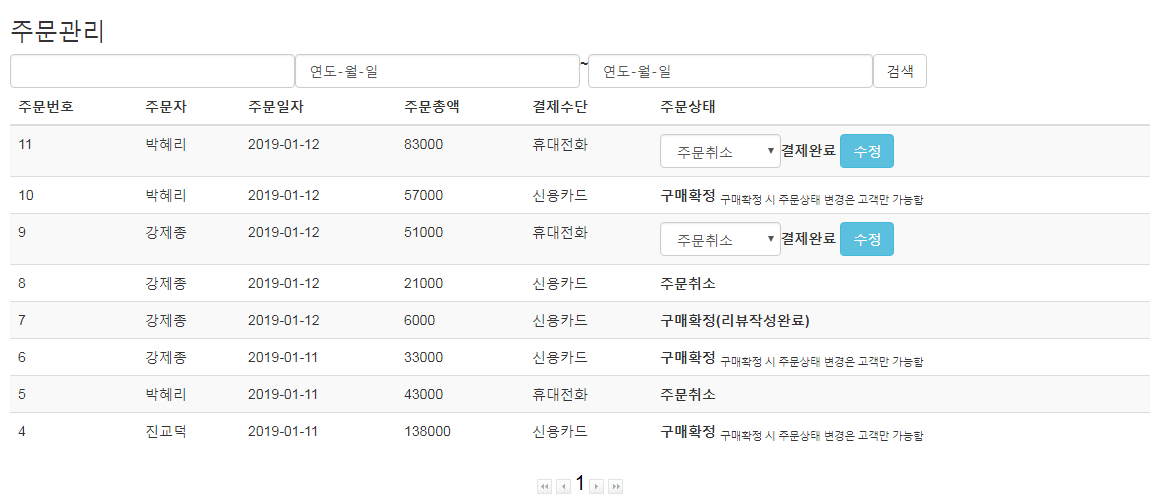 주문관리
연도-월-일 ~ 연도-월-일 검색
주문번호 주문자 주문일자 주문총액 결제수단 주문상태
11 박혜리 2019-01-12 83000 휴대전화 주문취소 결제완료 수정
10 박혜리 2019-01-12 57000 신용카드 구매확정 구매확정 시 주문상태 변경은 고객만 가능함
9 강제종 2019-01-12 51000 휴대전화 주문취소 결제완료 수정
8 강제종 2019-01-12 21000 신용카드 주문취소
7 강제종 2019-01-12 6000 신용카드 구매확정(리뷰작성완료)
6 강제종 2019-01-11 33000 신용카드 구매확정 구매확정 시 주문상태 변경은 고객만 가능함
5 박혜리 2019-01-11 43000 휴대전화 주문취소
4 진교덕 2019-01-11 138000 신용카드 구매확정 구매확정 시 주문상태 변경은 고객만 가능함
1